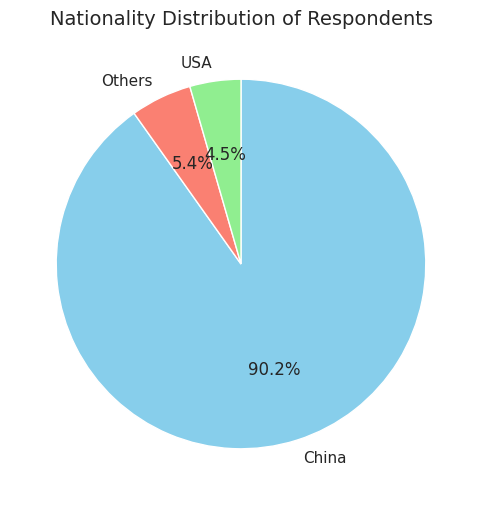 Nationality Distribution of Respondents
USA
Others
4.5%
5.4%
90.2%
China